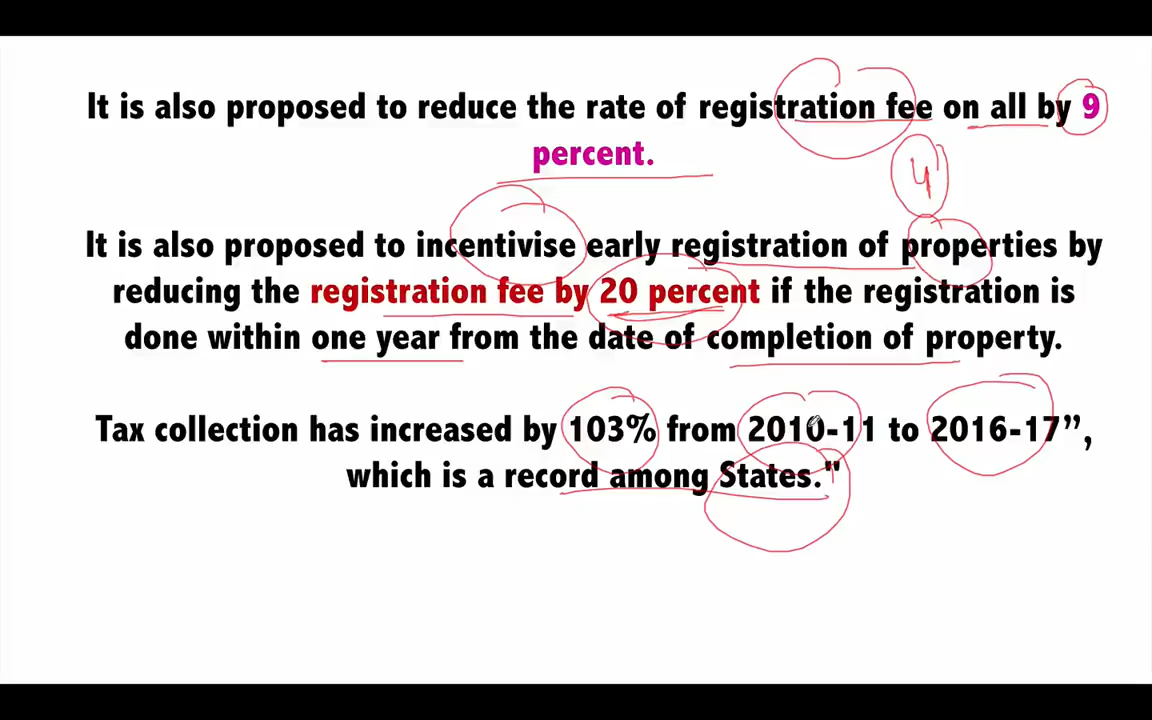 It is also proposed to reduce the rate of registration fee on all by 9
percent.
4
It is also proposed to incentivise early registration of properties by
reducing the registration fee by 20 percent if the registration is
done within one year from the date of completion of property.
Tax collection has increased by 103% from 2010-11 to 2016-17”,
which is a record among States."